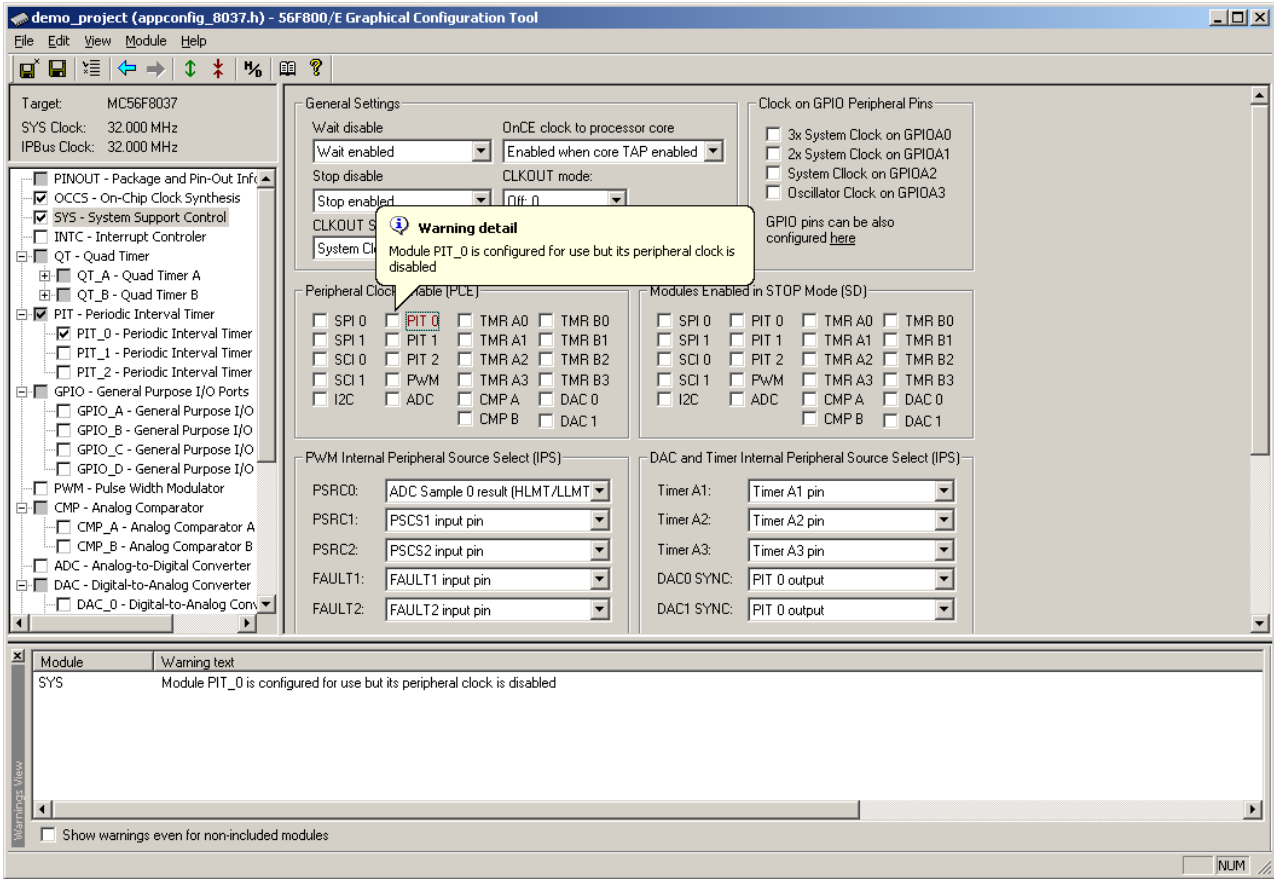 demo_project (appconfig_8037.h) - 56F800/E Graphical Configuration Tool
File Edit View Module Help
Target: MC56F8037
SYS Clock: 32.000 MHz
IPBus Clock: 32.000 MHz
PINOUT - Package and Pin-Out Info
OCCS - On-Chip Clock Synthesis
SYS - System Support Control
INTC - Interrupt Controler
QT - Quad Timer
QT_A - Quad Timer A
QT_B - Quad Timer B
PIT - Periodic Interval Timer
PIT_0 - Periodic Interval Timer
PIT_1 - Periodic Interval Timer
PIT_2 - Periodic Interval Timer
GPIO - General Purpose I/O Ports
GPIO_A - General Purpose I/O
GPIO_B - General Purpose I/O
GPIO_C - General Purpose I/O
GPIO_D - General Purpose I/O
PWM - Pulse Width Modulator
CMP - Analog Comparator
CMP_A - Analog Comparator A
CMP_B - Analog Comparator B
ADC - Analog-to-Digital Converter
DAC - Digital-to-Analog Converter
DAC_0 - Digital-to-Analog Conv
General Settings
Wait disable OnCE clock to processor core
Wait enabled Enabled when core TAP enabled
Stop disable CLKOUT mode:
Stop enabled Off: 0
CLKOUT S
System Cl
Warning detail
Module PIT_0 is configured for use but its peripheral clock is
disabled
Clock on GPIO Peripheral Pins
3x System Clock on GPIOA0
2x System Clock on GPIOA1
System Cllock on GPIOA2
Oscillator Clock on GPIOA3
GPIO pins can be also
configured here
Peripheral Clock Enable (PCE)
SPI 0 PIT 0 TMR A0 TMR B0
SPI 1 PIT 1 TMR A1 TMR B1
SCI 0 PIT 2 TMR A2 TMR B2
SCI 1 PWM TMR A3 TMR B3
I2C ADC CMP A DAC 0
CMP B DAC 1
Modules Enabled in STOP Mode (SD)
SPI 0 PIT 0 TMR A0 TMR B0
SPI 1 PIT 1 TMR A1 TMR B1
SCI 0 PIT 2 TMR A2 TMR B2
SCI 1 PWM TMR A3 TMR B3
I2C ADC CMP A DAC 0
CMP B DAC 1
PWM Internal Peripheral Source Select (IPS)
PSRC0: ADC Sample 0 result (HLMT/LLMT
PSRC1: PSCS1 input pin
PSRC2: PSCS2 input pin
FAULT1: FAULT1 input pin
FAULT2: FAULT2 input pin
DAC and Timer Internal Peripheral Source Select (IPS)
Timer A1: Timer A1 pin
Timer A2: Timer A2 pin
Timer A3: Timer A3 pin
DAC0 SYNC: PIT 0 output
DAC1 SYNC: PIT 0 output
Warnings View
Module Warning text
SYS Module PIT_0 is configured for use but its peripheral clock is disabled
Show warnings even for non-included modules
NUM